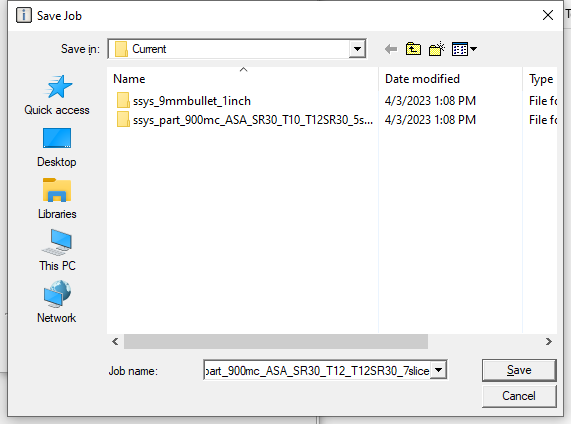 Save Job
Save in: Current
Name Date modified Type
ssys_9mmbullet_1inch 4/3/2023 1:08 PM File fo
ssys_part_900mc_ASA_SR30_T10_T12SR30_5s... 4/3/2023 1:08 PM File fo
Quick access
Desktop
Libraries
This PC
Network
Job name: part_900mc_ASA_SR30_T12_T12SR30_7slice
Save
Cancel